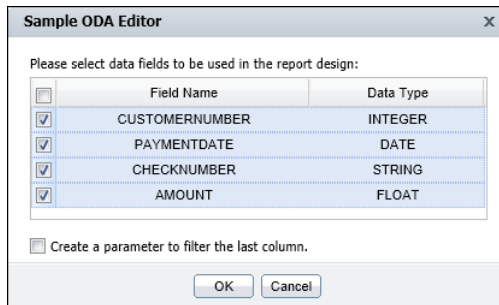 Sample ODA Editor x
Please select data fields to be used in the report design:
Field Name Data Type
CUSTOMERNUMBER INTEGER
PAYMENTDATE DATE
CHECKNUMBER STRING
AMOUNT FLOAT
Create a parameter to filter the last column.
OK Cancel